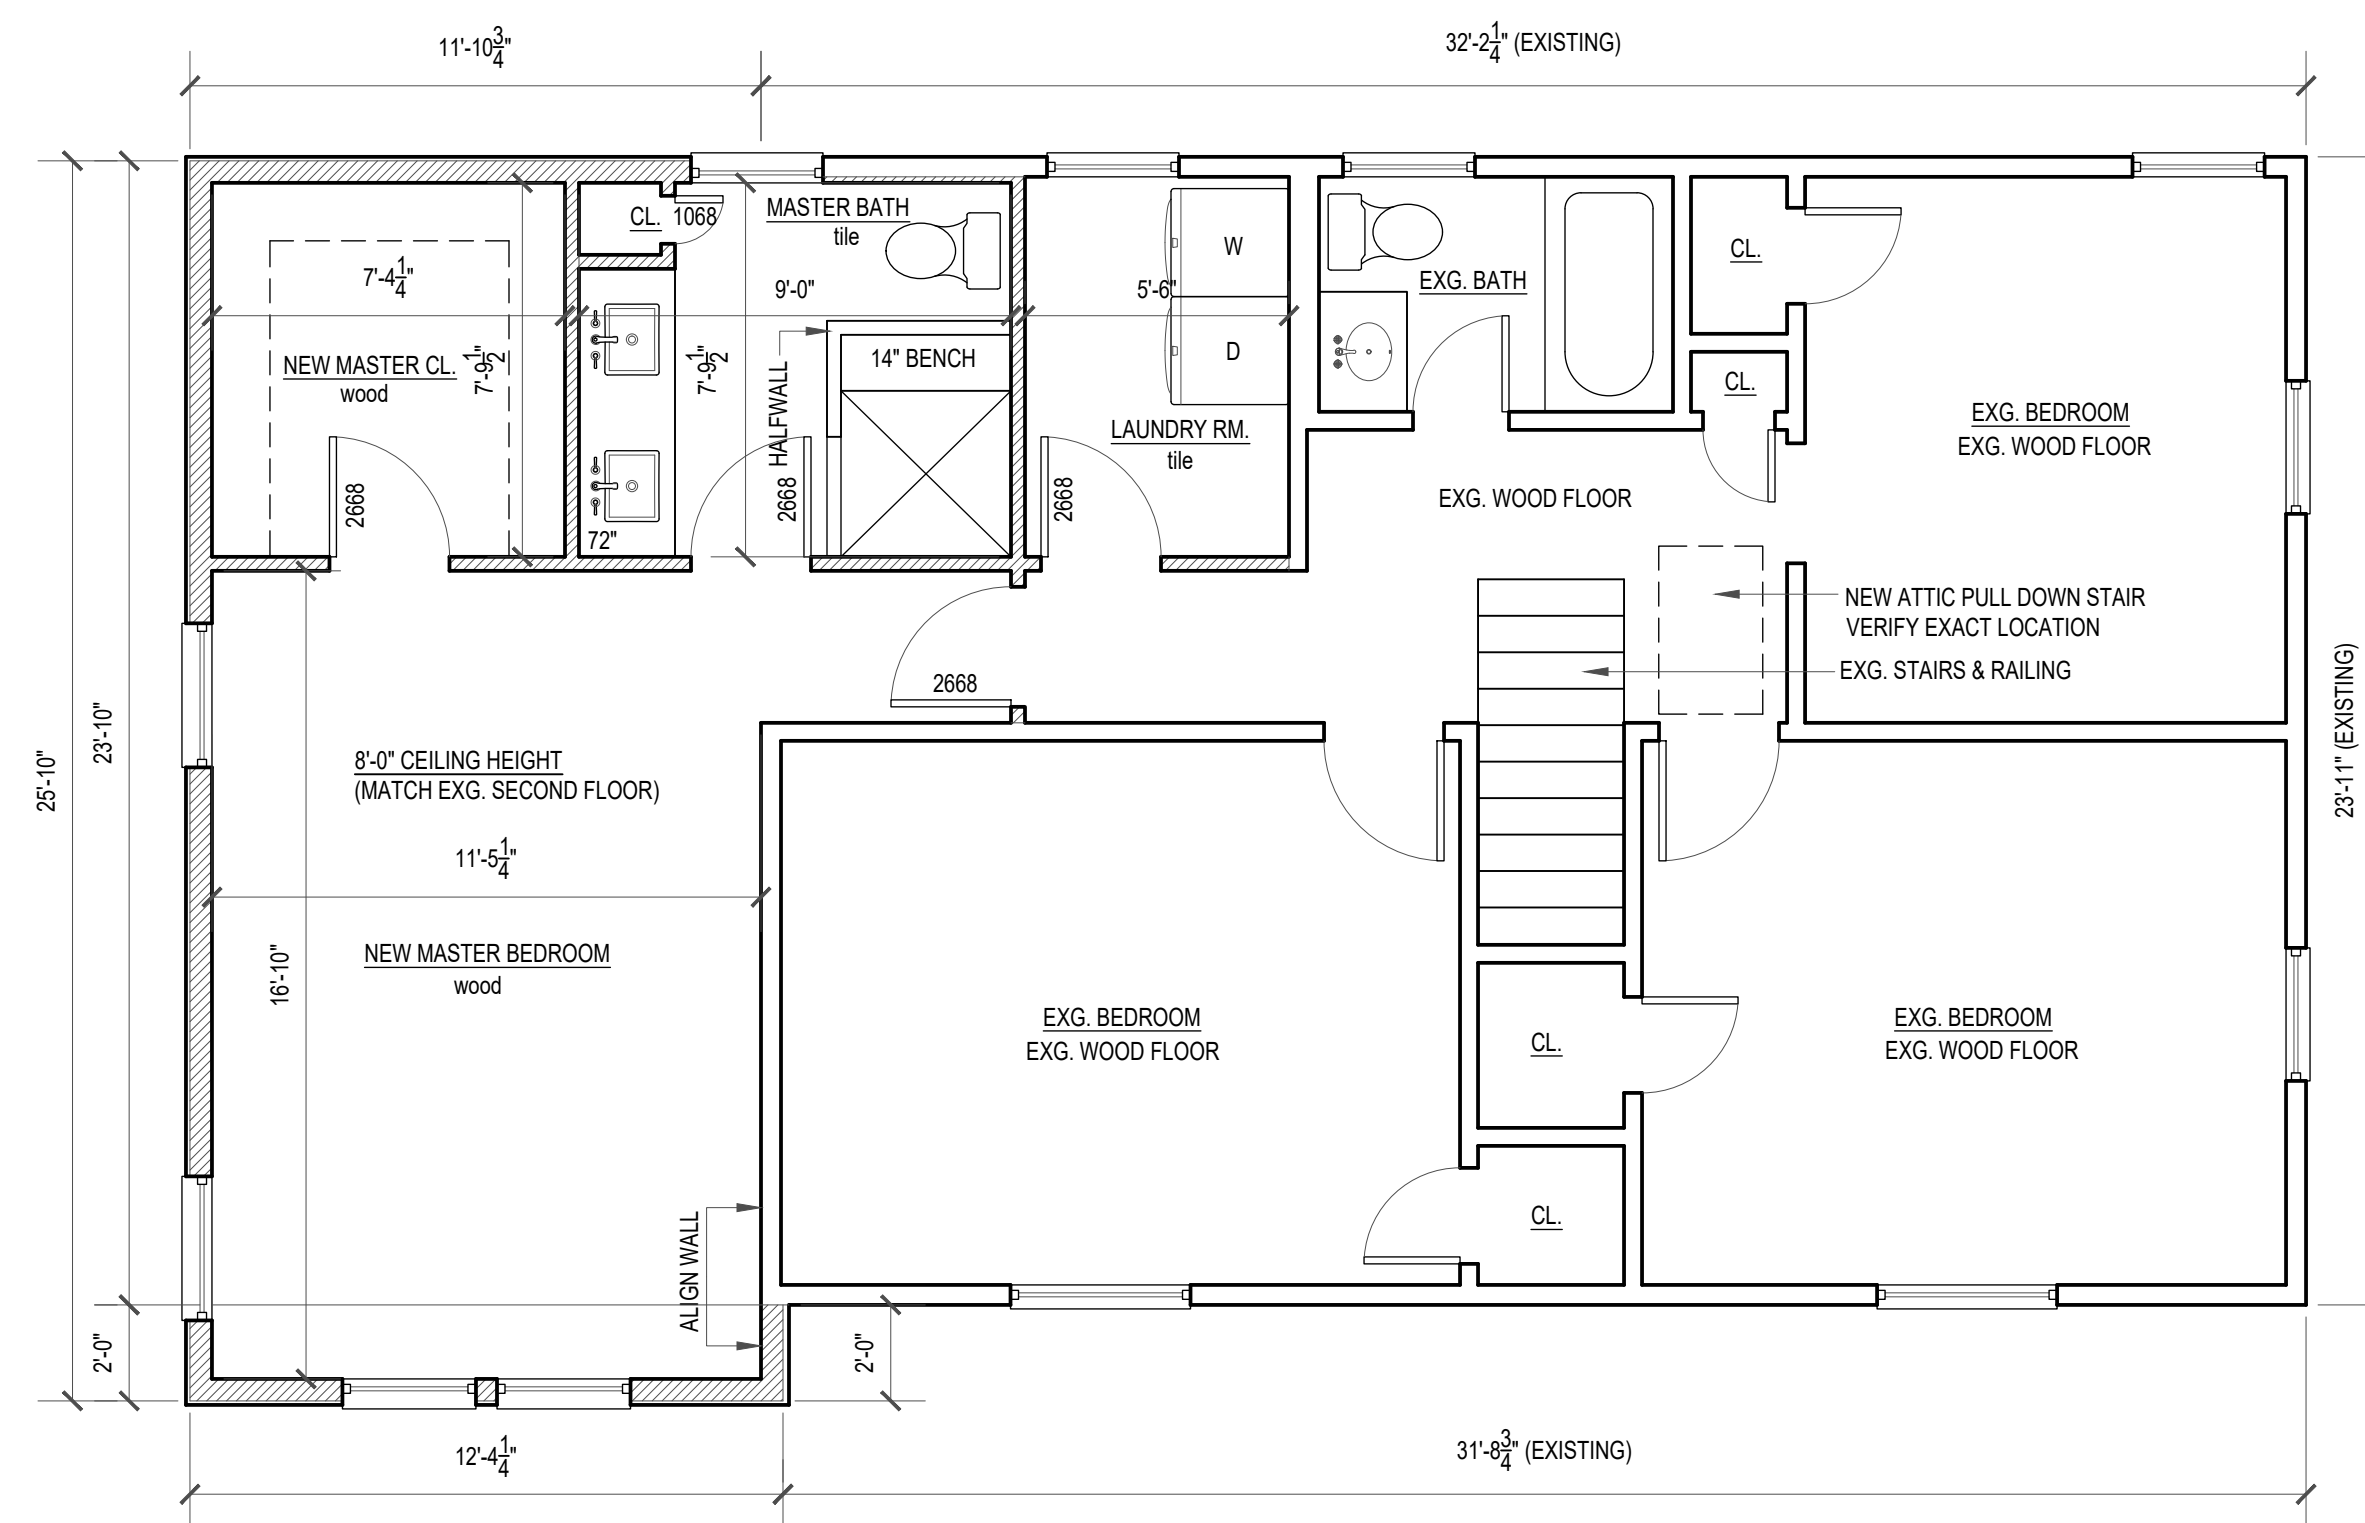 11'-10 3/4"
32'-2 1/4" (EXISTING)
CL.
1068
MASTER BATH
tile
W
CL.
7'-4 1/4"
9'-0"
5'-6"
EXG. BATH
NEW MASTER CL.
wood
7'-9 1/2"
7'-9 1/2"
HALFWALL
14" BENCH
D
CL.
EXG. BEDROOM
EXG. WOOD FLOOR
LAUNDRY RM.
tile
2668
2668
2668
72"
EXG. WOOD FLOOR
NEW ATTIC PULL DOWN STAIR
VERIFY EXACT LOCATION
EXG. STAIRS & RAILING
2668
25'-10"
23'-10"
23'-11" (EXISTING)
8'-0" CEILING HEIGHT
(MATCH EXG. SECOND FLOOR)
11'-5 1/4"
16'-10"
NEW MASTER BEDROOM
wood
EXG. BEDROOM
EXG. WOOD FLOOR
CL.
EXG. BEDROOM
EXG. WOOD FLOOR
CL.
ALIGN WALL
2'-0"
2'-0"
12'-4 1/4"
31'-8 3/4" (EXISTING)